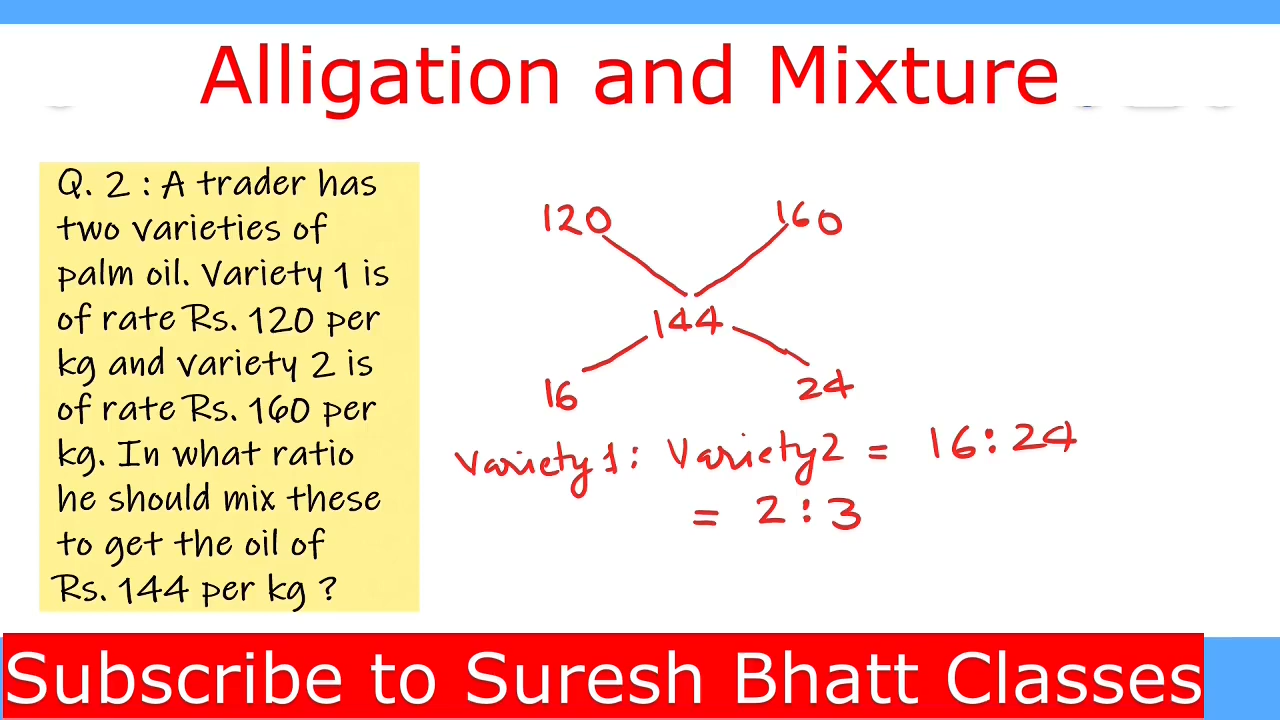 Alligation and Mixture
Q. 2 : A trader has
two varieties of
palm oil. Variety 1 is
of rate Rs. 120 per
kg and variety 2 is
of rate Rs. 160 per
kg. In what ratio
he should mix these
to get the oil of
Rs. 144 per kg ?
120 160
144
16 24
Variety 1 : Variety 2 = 16 : 24
= 2 : 3
Subscribe to Suresh Bhatt Classes